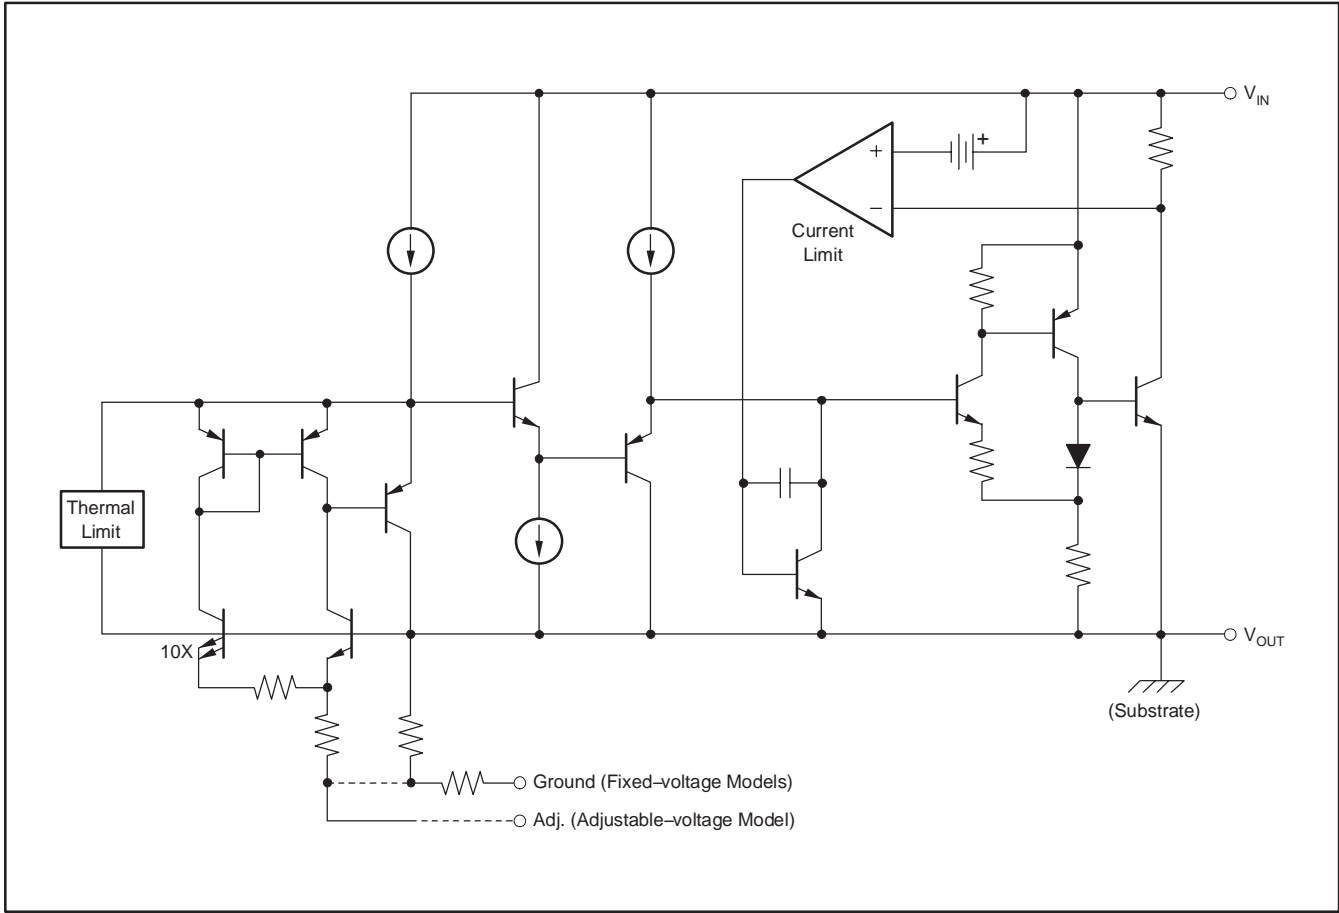 V_IN
+
+
−
Current
Limit
Thermal
Limit
10X
V_OUT
(Substrate)
Ground (Fixed–voltage Models)
Adj. (Adjustable–voltage Model)